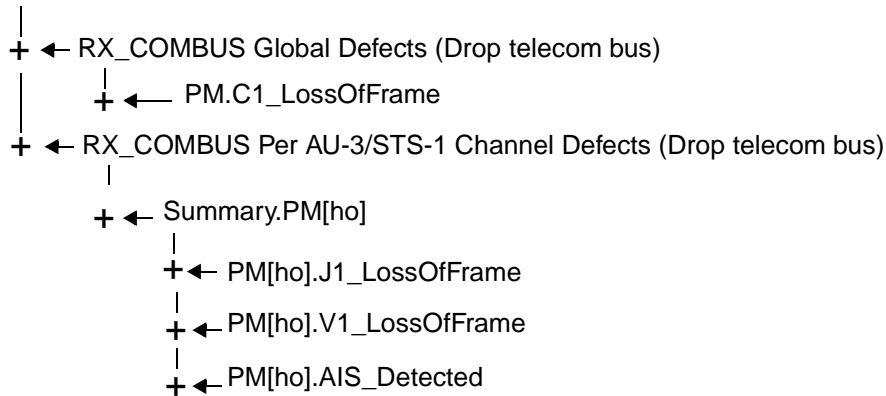 RX_COMBUS Global Defects (Drop telecom bus)
PM.C1_LossOfFrame
RX_COMBUS Per AU-3/STS-1 Channel Defects (Drop telecom bus)
Summary.PM[ho]
PM[ho].J1_LossOfFrame
PM[ho].V1_LossOfFrame
PM[ho].AIS_Detected